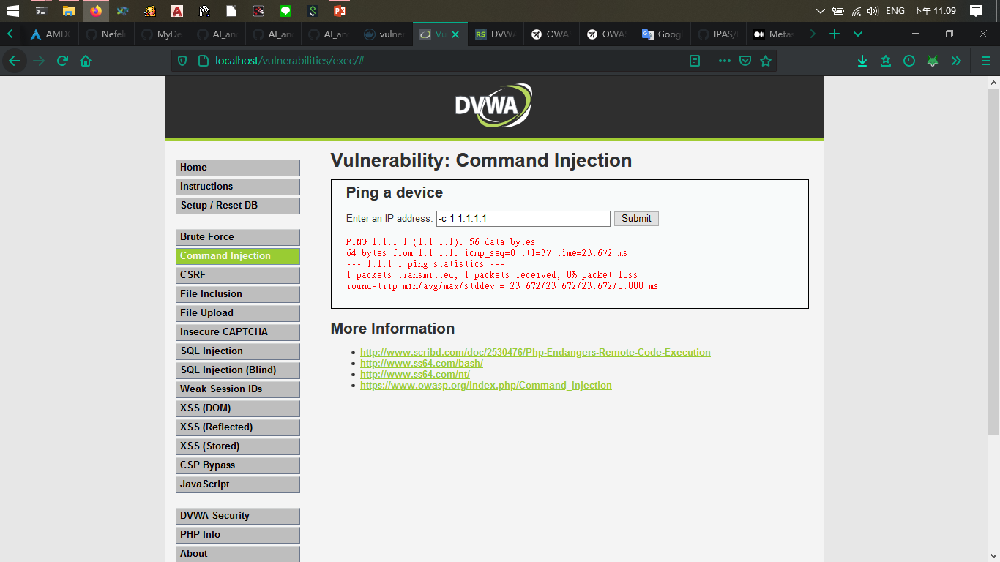 ENG 下午 11:09
AMD
Nefeli
MyDe
AI_an
AI_an
AI_an
vulne
Vu
DVWA
OWAS
OWAS
Goog
IPAS/
Metas
localhost/vulnerabilities/exec/#
DVWA
Home
Instructions
Setup / Reset DB
Brute Force
Command Injection
CSRF
File Inclusion
File Upload
Insecure CAPTCHA
SQL Injection
SQL Injection (Blind)
Weak Session IDs
XSS (DOM)
XSS (Reflected)
XSS (Stored)
CSP Bypass
JavaScript
DVWA Security
PHP Info
About
Vulnerability: Command Injection
Ping a device
Enter an IP address: -c 1 1.1.1.1 Submit
PING 1.1.1.1 (1.1.1.1): 56 data bytes
64 bytes from 1.1.1.1: icmp_seq=0 ttl=37 time=23.672 ms
--- 1.1.1.1 ping statistics ---
1 packets transmitted, 1 packets received, 0% packet loss
round-trip min/avg/max/stddev = 23.672/23.672/23.672/0.000 ms
More Information
http://www.scribd.com/doc/2530476/Php-Endangers-Remote-Code-Execution
http://www.ss64.com/bash/
http://www.ss64.com/nt/
https://www.owasp.org/index.php/Command_Injection